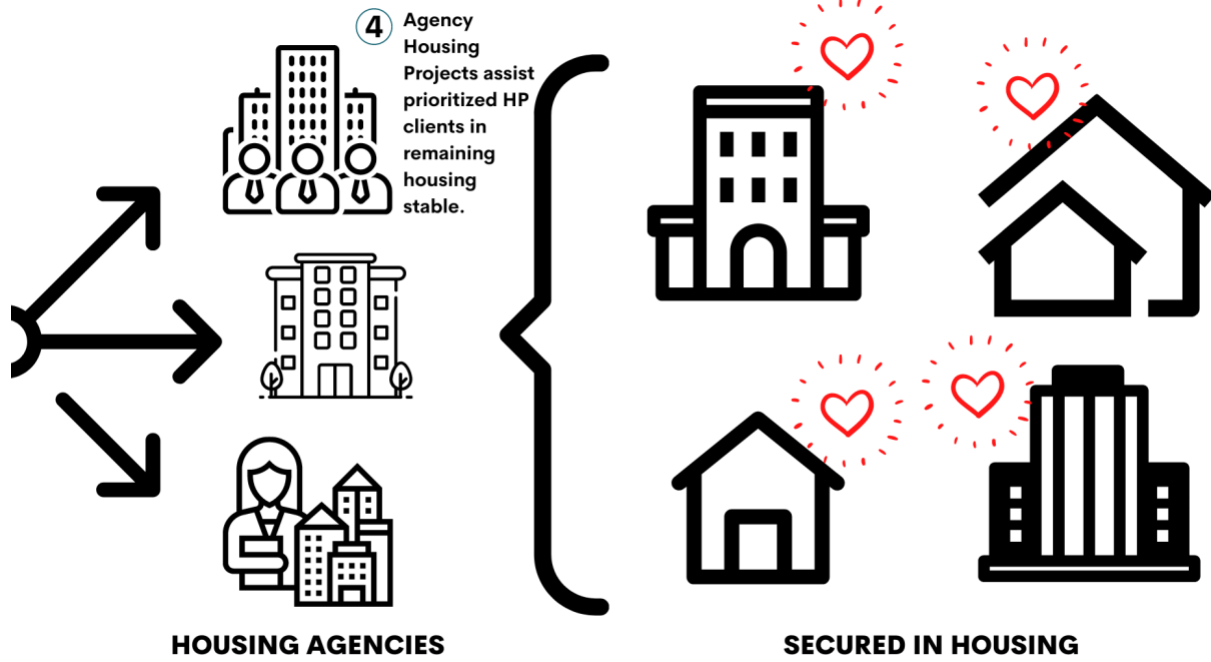 4
Agency
Housing
Projects assist
prioritized HP
clients in
remaining
housing
stable.
HOUSING AGENCIES
SECURED IN HOUSING